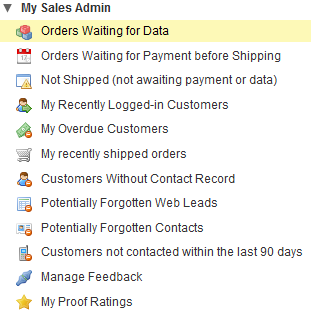 My Sales Admin
Orders Waiting for Data
Orders Waiting for Payment before Shipping
Not Shipped (not awaiting payment or data)
My Recently Logged-in Customers
My Overdue Customers
My recently shipped orders
Customers Without Contact Record
Potentially Forgotten Web Leads
Potentially Forgotten Contacts
Customers not contacted within the last 90 days
Manage Feedback
My Proof Ratings